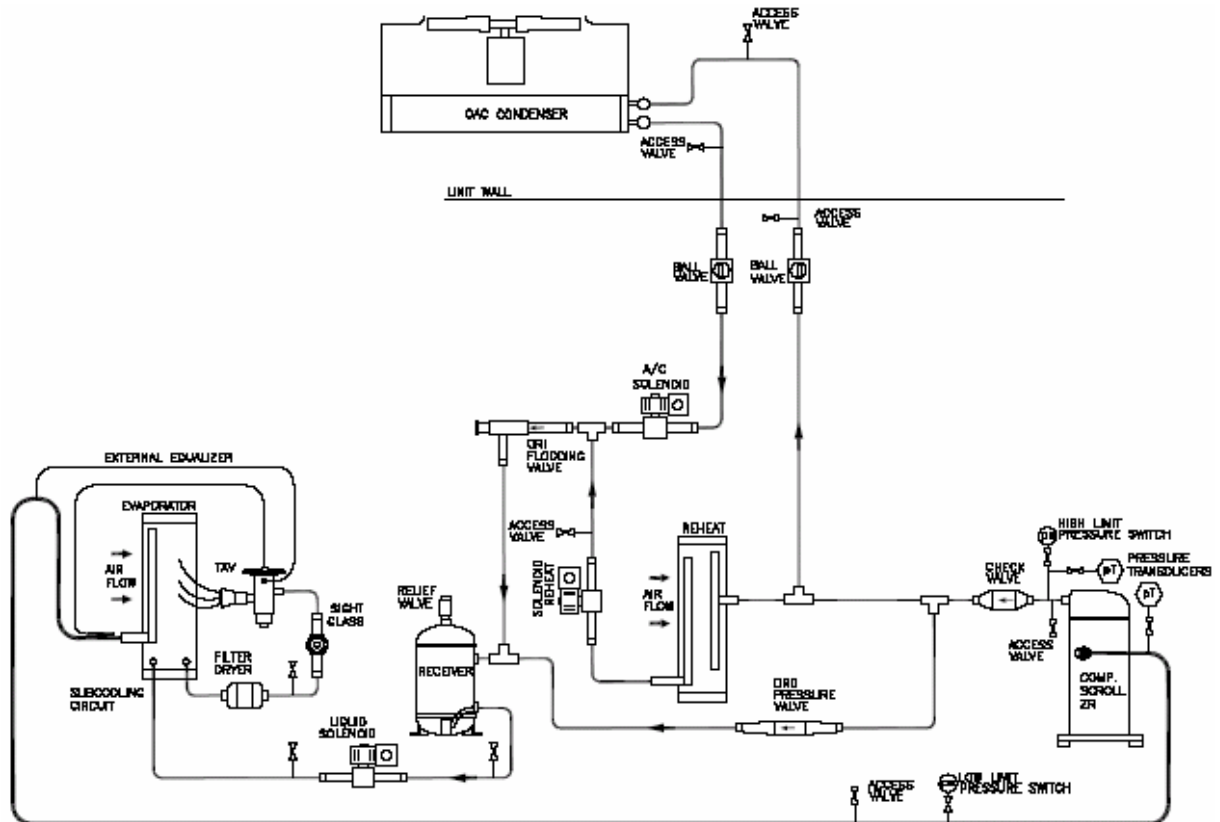 ACCESS
VALVE
OAC CONDENSER
ACCESS
VALVE
UNIT WALL
ACCESS
VALVE
BALL
VALVE
BALL
VALVE
A/C
SOLENOID
ORI
FLOODING
VALVE
EXTERNAL EQUALIZER
EVAPORATOR
AIR
FLOW
TXV
SIGHT
GLASS
FILTER
DRYER
SUBCOOLING
CIRCUIT
LIQUID
SOLENOID
RELIEF
VALVE
RECEIVER
ACCESS
VALVE
SOLENOID
REHEAT
REHEAT
AIR
FLOW
ORD
PRESSURE
VALVE
CHECK
VALVE
HIGH LIMIT
PRESSURE SWITCH
PRESSURE
TRANSDUCERS
PT
PT
ACCESS
VALVE
COMP.
SCROLL
ZR
ACCESS
VALVE
LOW LIMIT
PRESSURE SWITCH